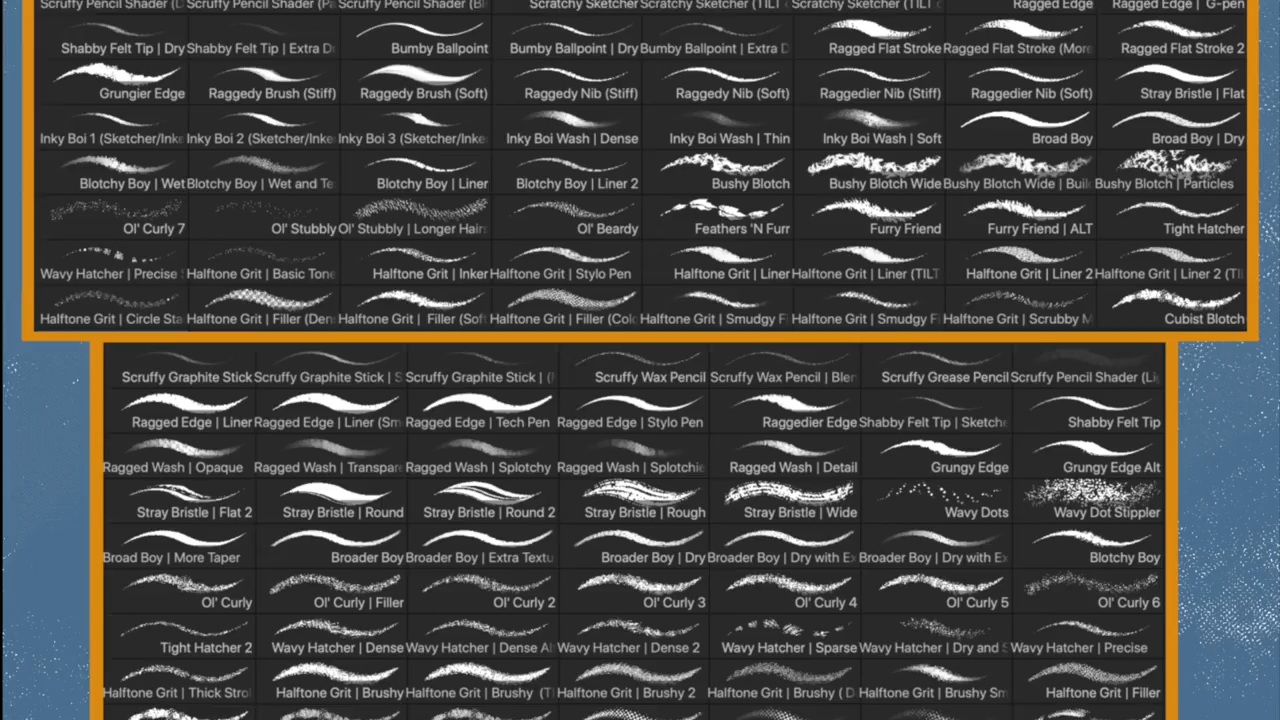 Scruffy Pencil Shader (D Scruffy Pencil Shader (P Scruffy Pencil Shader (Bl Scratchy Sketcher Scratchy Sketcher (TILT Scratchy Sketcher (TILT Ragged Edge Ragged Edge | G-pen
Shabby Felt Tip | Dry Shabby Felt Tip | Extra D Bumby Ballpoint Bumby Ballpoint | Dry Bumby Ballpoint | Extra D Ragged Flat Stroke Ragged Flat Stroke (More Ragged Flat Stroke 2
Grungier Edge Raggedy Brush (Stiff) Raggedy Brush (Soft) Raggedy Nib (Stiff) Raggedy Nib (Soft) Raggedier Nib (Stiff) Raggedier Nib (Soft) Stray Bristle | Flat
Inky Boi 1 (Sketcher/Inke Inky Boi 2 (Sketcher/Inke Inky Boi 3 (Sketcher/Inke Inky Boi Wash | Dense Inky Boi Wash | Thin Inky Boi Wash | Soft Broad Boy Broad Boy | Dry
Blotchy Boy | Wet Blotchy Boy | Wet and Te Blotchy Boy | Liner Blotchy Boy | Liner 2 Bushy Blotch Bushy Blotch Wide Bushy Blotch Wide | Buil Bushy Blotch | Particles
Ol' Curly 7 Ol' Stubbly Ol' Stubbly | Longer Hair Ol' Beardy Feathers 'N Furr Furry Friend Furry Friend | ALT Tight Hatcher
Wavy Hatcher | Precise Halftone Grit | Basic Tone Halftone Grit | Inker Halftone Grit | Stylo Pen Halftone Grit | Liner Halftone Grit | Liner (TILT Halftone Grit | Liner 2 Halftone Grit | Liner 2 (TI
Halftone Grit | Circle Sta Halftone Grit | Filler (Den Halftone Grit | Filler (Sof Halftone Grit | Filler (Col Halftone Grit | Smudgy F Halftone Grit | Smudgy F Halftone Grit | Scrubby M Cubist Blotch
Scruffy Graphite Stick Scruffy Graphite Stick | S Scruffy Graphite Stick | ( Scruffy Wax Pencil Scruffy Wax Pencil | Blen Scruffy Grease Pencil Scruffy Pencil Shader (Li
Ragged Edge | Liner Ragged Edge | Liner (Sm Ragged Edge | Tech Pen Ragged Edge | Stylo Pen Raggedier Edge Shabby Felt Tip | Sketch Shabby Felt Tip
Ragged Wash | Opaque Ragged Wash | Transpar Ragged Wash | Splotchy Ragged Wash | Splotchie Ragged Wash | Detail Grungy Edge Grungy Edge Alt
Stray Bristle | Flat 2 Stray Bristle | Round Stray Bristle | Round 2 Stray Bristle | Rough Stray Bristle | Wide Wavy Dots Wavy Dot Stippler
Broad Boy | More Taper Broader Boy Broader Boy | Extra Textu Broader Boy | Dry Broader Boy | Dry with Ex Broader Boy | Dry with Ex Blotchy Boy
Ol' Curly Ol' Curly | Filler Ol' Curly 2 Ol' Curly 3 Ol' Curly 4 Ol' Curly 5 Ol' Curly 6
Tight Hatcher 2 Wavy Hatcher | Dense Wavy Hatcher | Dense Al Wavy Hatcher | Dense 2 Wavy Hatcher | Sparse Wavy Hatcher | Dry and S Wavy Hatcher | Precise
Halftone Grit | Thick Stro Halftone Grit | Brushy Halftone Grit | Brushy (T Halftone Grit | Brushy 2 Halftone Grit | Brushy ( D Halftone Grit | Brushy Sm Halftone Grit | Filler